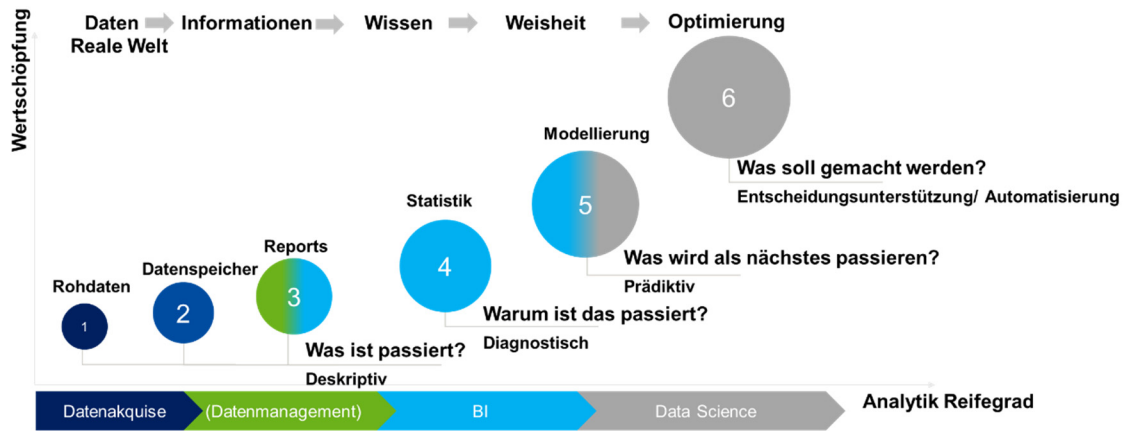 Daten
Reale Welt
Informationen
Wissen
Weisheit
Optimierung
Wertschöpfung
6
Was soll gemacht werden?
Entscheidungsunterstützung/ Automatisierung
Modellierung
5
Was wird als nächstes passieren?
Prädiktiv
Statistik
4
Warum ist das passiert?
Diagnostisch
Reports
3
Datenspeicher
2
Rohdaten
1
Was ist passiert?
Deskriptiv
Datenakquise
(Datenmanagement)
BI
Data Science
Analytik Reifegrad